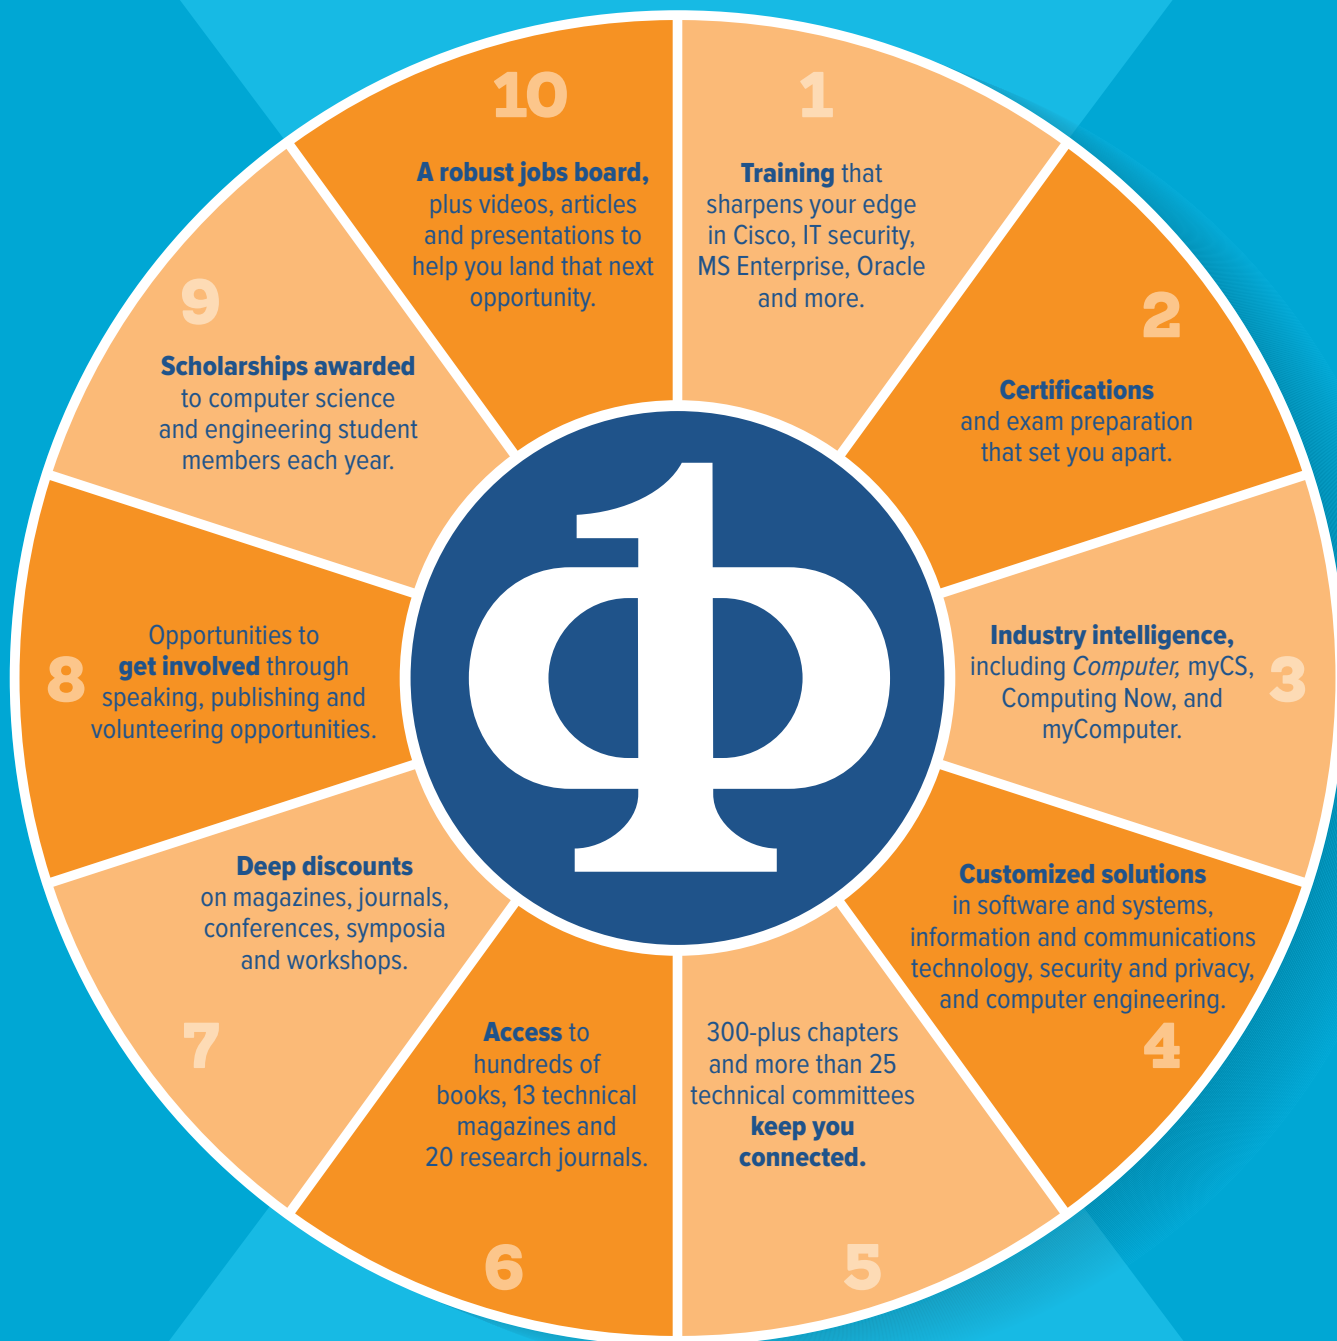 1
Training that
sharpens your edge
in Cisco, IT security,
MS Enterprise, Oracle
and more.
2
Certifications
and exam preparation
that set you apart.
3
Industry intelligence,
including Computer, myCS,
Computing Now, and
myComputer.
4
Customized solutions
in software and systems,
information and communications
technology, security and privacy,
and computer engineering.
5
300-plus chapters
and more than 25
technical committees
keep you
connected.
6
Access to
hundreds of
books, 13 technical
magazines and
20 research journals.
7
Deep discounts
on magazines, journals,
conferences, symposia
and workshops.
8
Opportunities to
get involved through
speaking, publishing and
volunteering opportunities.
9
Scholarships awarded
to computer science
and engineering student
members each year.
10
A robust jobs board,
plus videos, articles
and presentations to
help you land that next
opportunity.